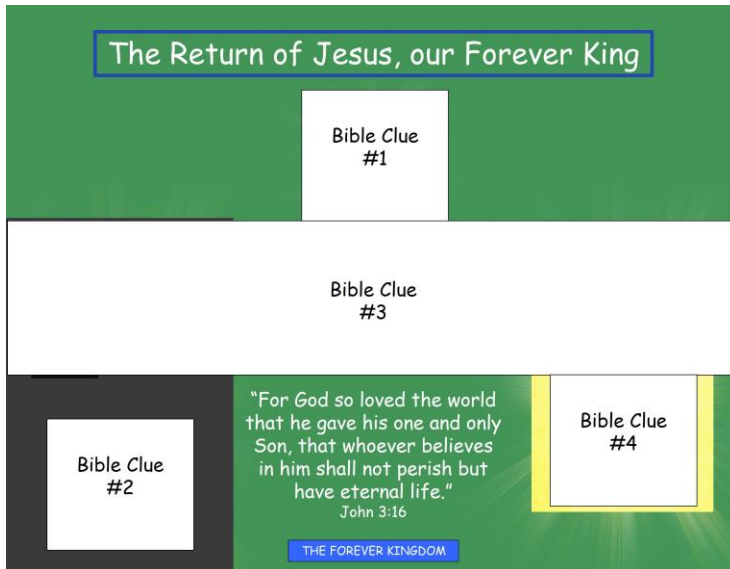 The Return of Jesus, our Forever King
Bible Clue
#1
Bible Clue
#3
Bible Clue
#2
"For God so loved the world
that he gave his one and only
Son, that whoever believes
in him shall not perish but
have eternal life."
John 3:16
Bible Clue
#4
THE FOREVER KINGDOM